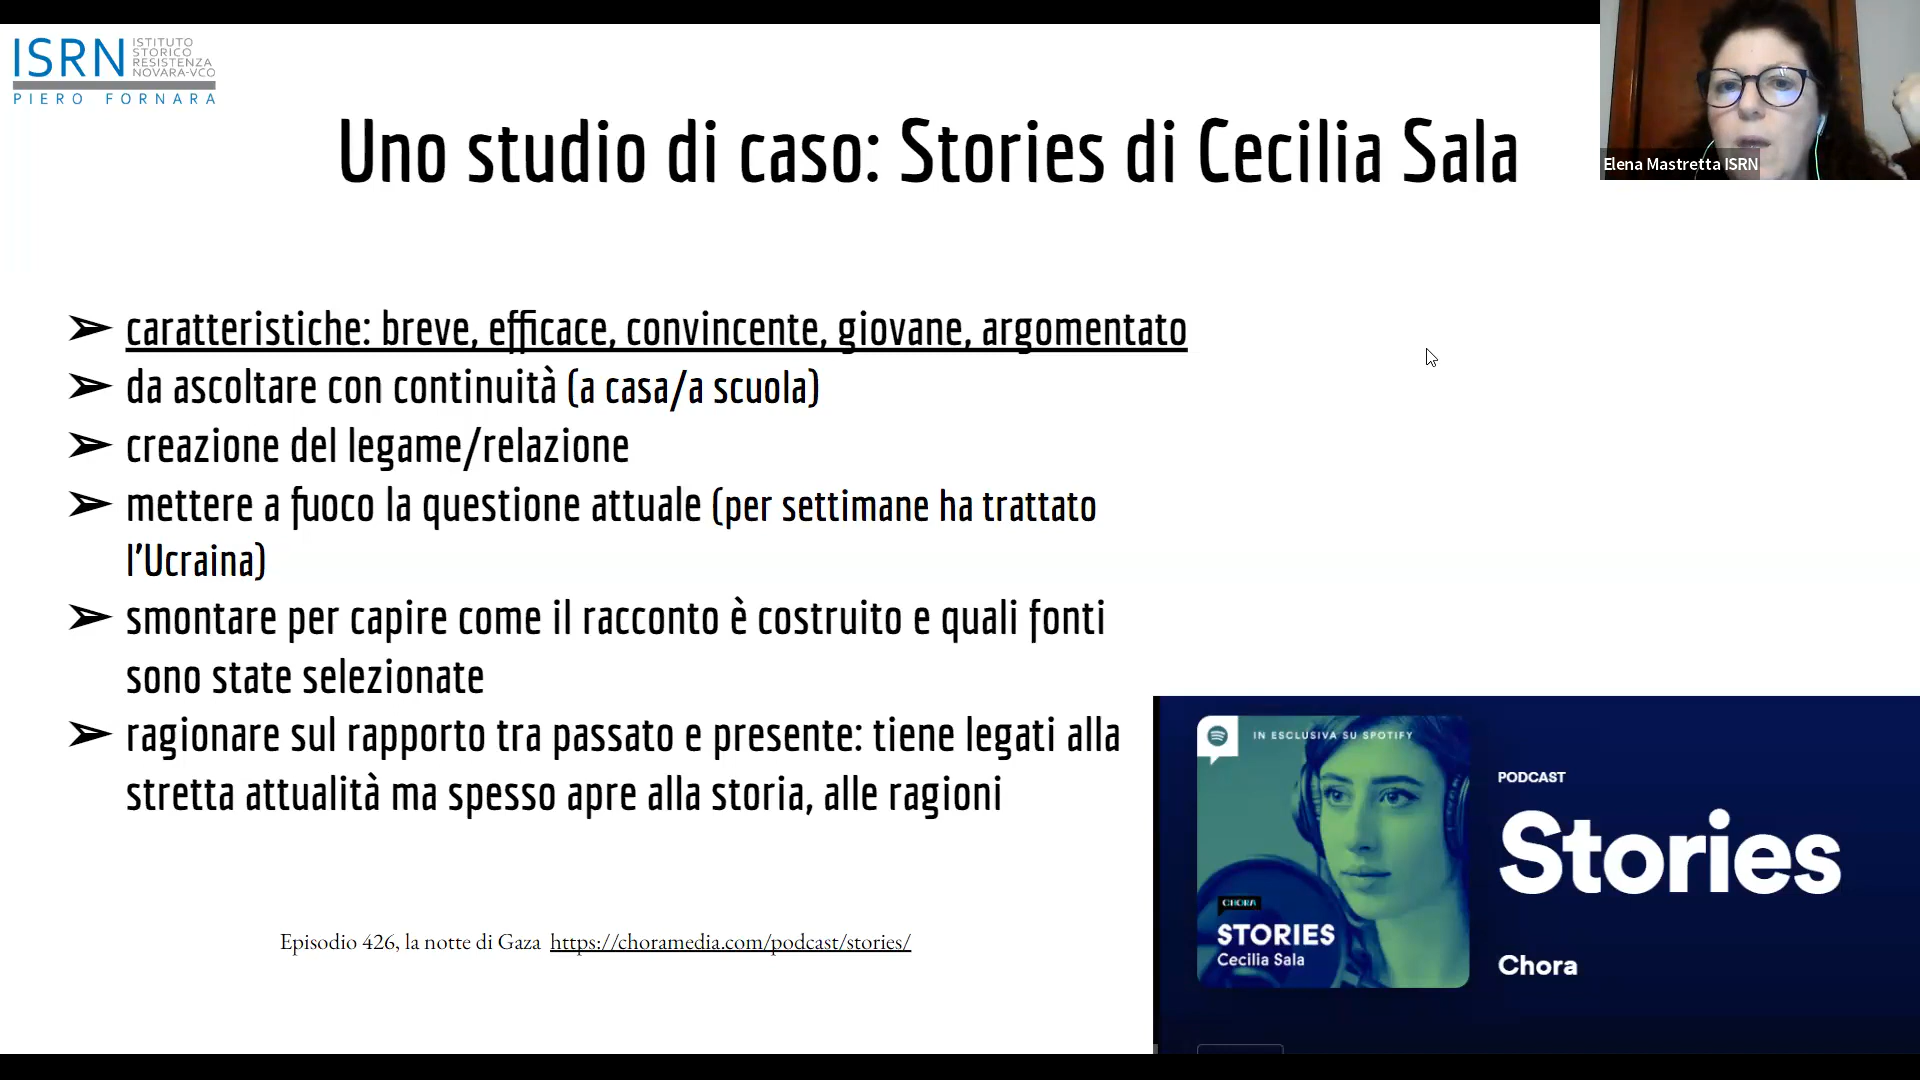 ISRN
ISTITUTO
STORICO
RESISTENZA
NOVARA-VCO
PIERO FORNARA
Elena Mastretta ISRN
Uno studio di caso: Stories di Cecilia Sala
➢ caratteristiche: breve, efficace, convincente, giovane, argomentato
➢ da ascoltare con continuità (a casa/a scuola)
➢ creazione del legame/relazione
➢ mettere a fuoco la questione attuale (per settimane ha trattato
l'Ucraina)
➢ smontare per capire come il racconto è costruito e quali fonti
sono state selezionate
➢ ragionare sul rapporto tra passato e presente: tiene legati alla
stretta attualità ma spesso apre alla storia, alle ragioni
Episodio 426, la notte di Gaza https://choramedia.com/podcast/stories/
IN ESCLUSIVA SU SPOTIFY
CHORA
STORIES
Cecilia Sala
PODCAST
Stories
Chora